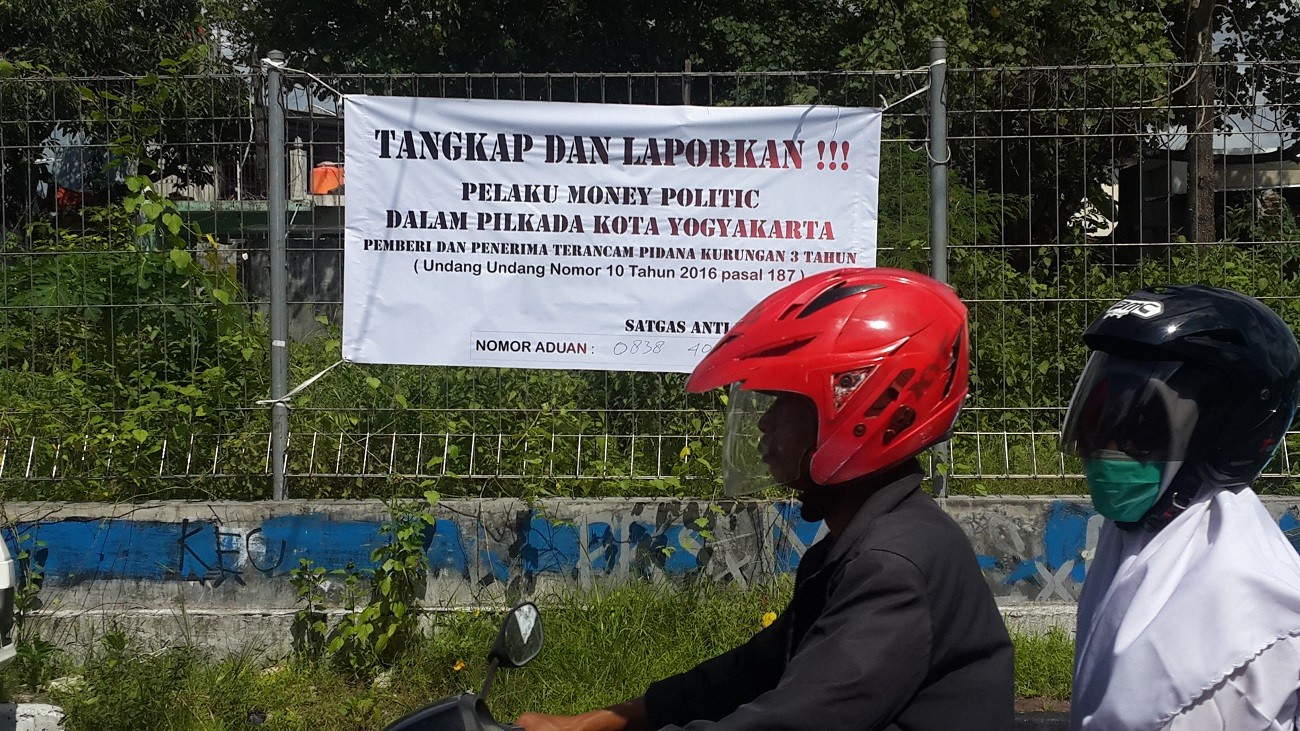 TANGKAP DAN LAPORKAN !!!
PELAKU MONEY POLITIC
DALAM PILKADA KOTA YOGYAKARTA
PEMBERI DAN PENERIMA TERANCAM PIDANA KURUNGAN 3 TAHUN
( Undang Undang Nomor 10 Tahun 2016 pasal 187 )
SATGAS ANTI
NOMOR ADUAN : 0838 40